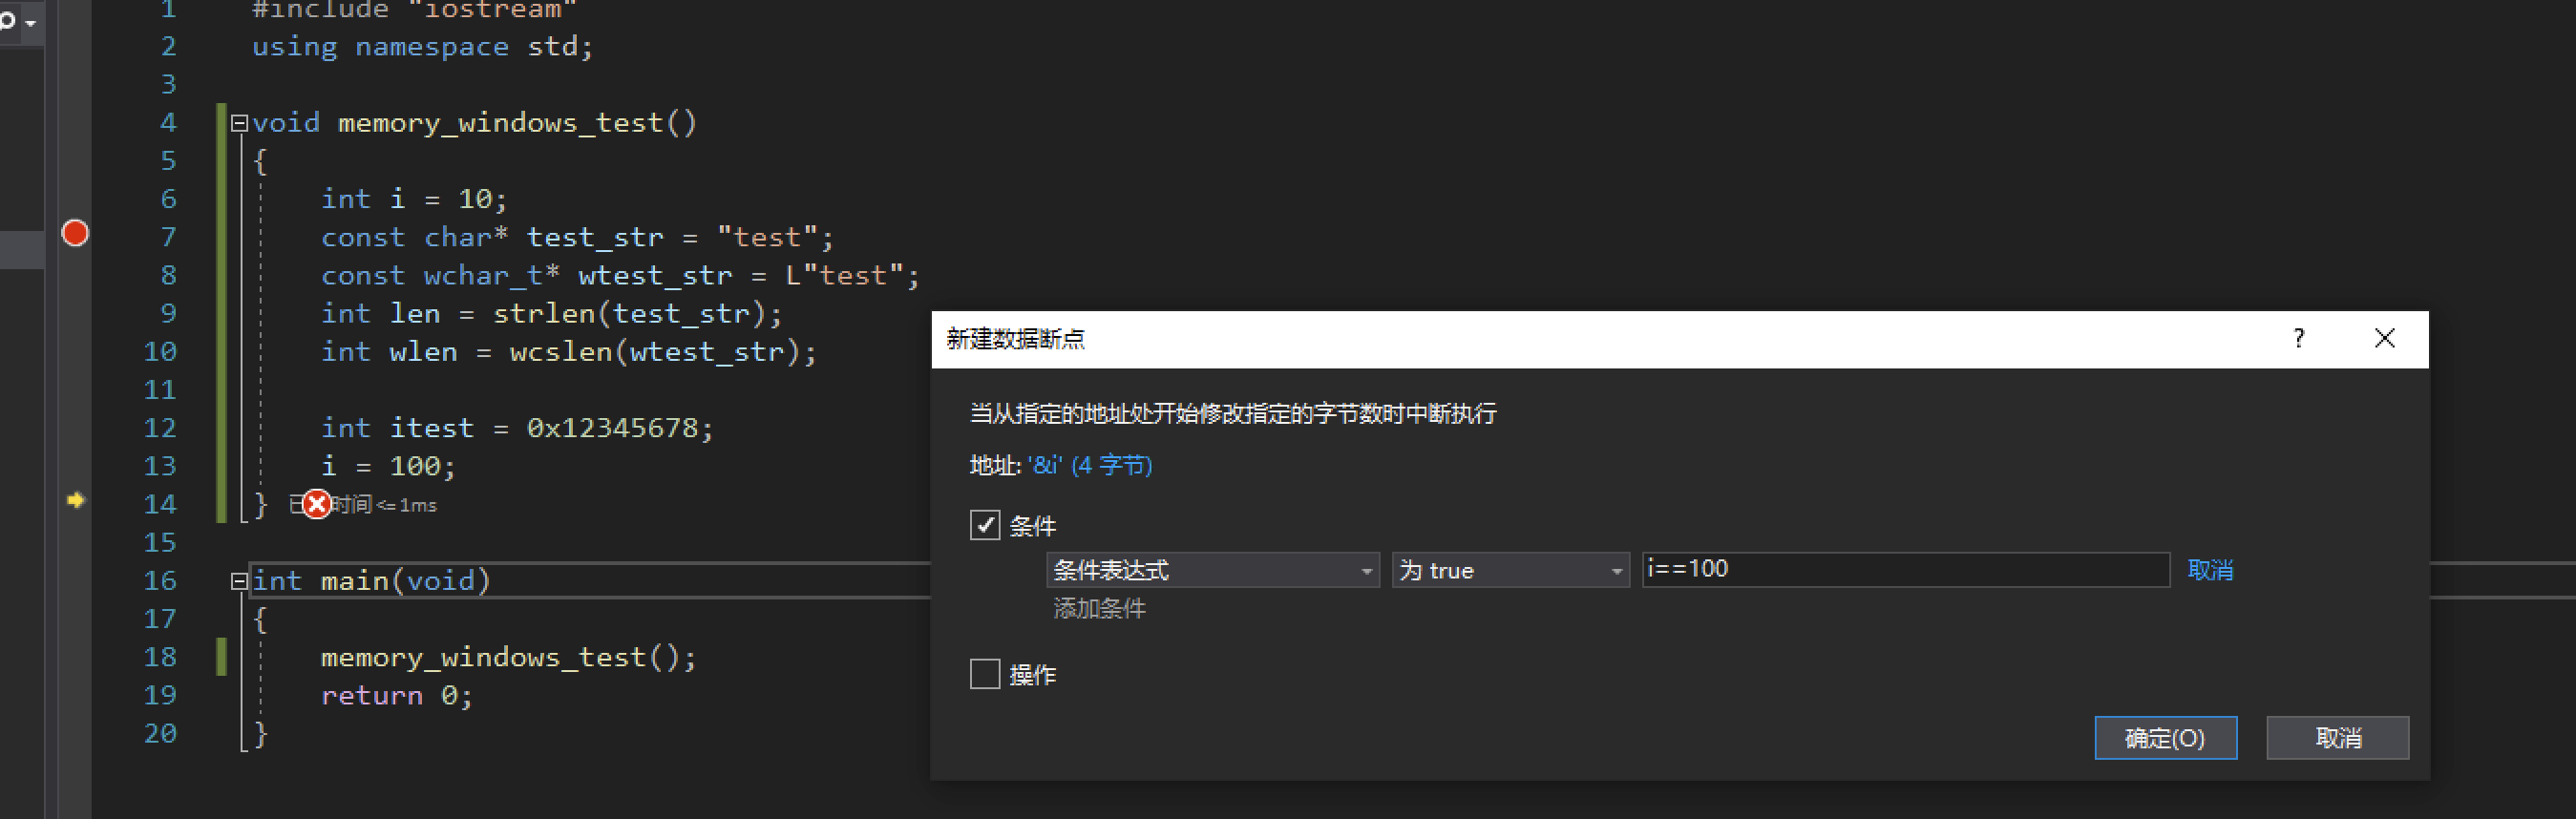 1 #include "iostream"
2 using namespace std;
3
4 void memory_windows_test()
5 {
6 int i = 10;
7 const char* test_str = "test";
8 const wchar_t* wtest_str = L"test";
9 int len = strlen(test_str);
10 int wlen = wcslen(wtest_str);
11
12 int itest = 0x12345678;
13 i = 100;
14 } 时间<=1ms
15
16 int main(void)
17 {
18 memory_windows_test();
19 return 0;
20 }
新建数据断点 ?
当从指定的地址处开始修改指定的字节数时中断执行
地址: '&i' (4 字节)
条件
条件表达式 为 true i==100 取消
添加条件
操作
确定(O) 取消